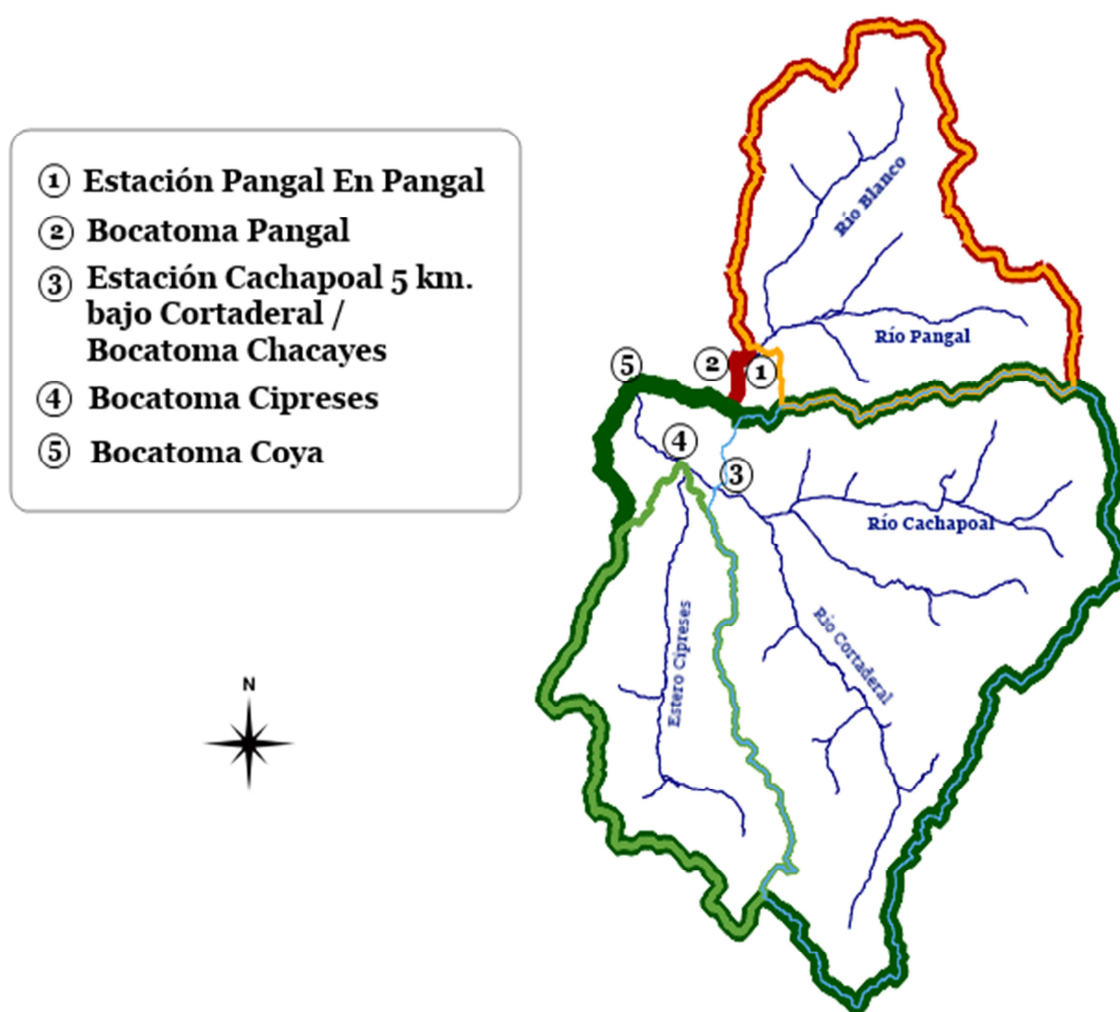 ① Estación Pangal En Pangal
② Bocatoma Pangal
③ Estación Cachapoal 5 km.
bajo Cortaderal /
Bocatoma Chacayes
④ Bocatoma Cipreses
⑤ Bocatoma Coya
N
Río Blanco
Río Pangal
5
2
1
4
3
Río Cachapoal
Río Cortaderal
Estero Cipreses